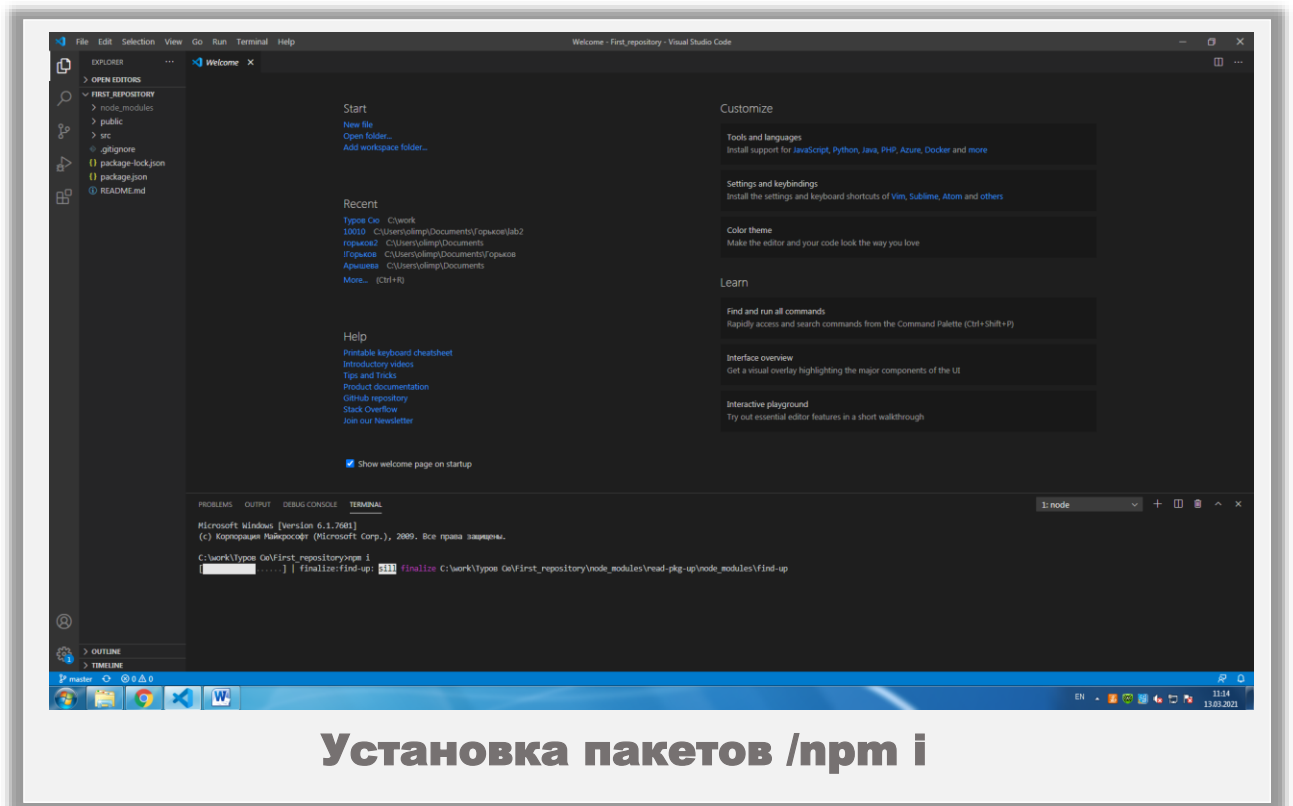 File Edit Selection View Go Run Terminal Help
Welcome - First_repository - Visual Studio Code
EXPLORER
Welcome
OPEN EDITORS
FIRST_REPOSITORY
node_modules
public
src
.gitignore
package-lock.json
package.json
README.md
Start
New file
Open folder...
Add workspace folder...
Recent
Туров Сю C:\work
10010 C:\Users\olimp\Documents\Горьков\lab2
горьков2 C:\Users\olimp\Documents
IГорьков C:\Users\olimp\Documents\Горьков
Арышева C:\Users\olimp\Documents
More... (Ctrl+R)
Help
Printable keyboard cheatsheet
Introductory videos
Tips and Tricks
Product documentation
GitHub repository
Stack Overflow
Join our Newsletter
Show welcome page on startup
Customize
Tools and languages
Install support for JavaScript, Python, Java, PHP, Azure, Docker and more
Settings and keybindings
Install the settings and keyboard shortcuts of Vim, Sublime, Atom and others
Color theme
Make the editor and your code look the way you love
Learn
Find and run all commands
Rapidly access and search commands from the Command Palette (Ctrl+Shift+P)
Interface overview
Get a visual overlay highlighting the major components of the UI
Interactive playground
Try out essential editor features in a short walkthrough
PROBLEMS OUTPUT DEBUG CONSOLE TERMINAL
1: node
Microsoft Windows [Version 6.1.7601]
(c) Корпорация Майкрософт (Microsoft Corp.), 2009. Все права защищены.
C:\work\Туров Сю\First_repository>npm i
[ ......] | finalize:find-up: sill finalize C:\work\Туров Сю\First_repository\node_modules\read-pkg-up\node_modules\find-up
OUTLINE
TIMELINE
master 0 0
EN
11:14
13.03.2021
Установка пакетов /npm i